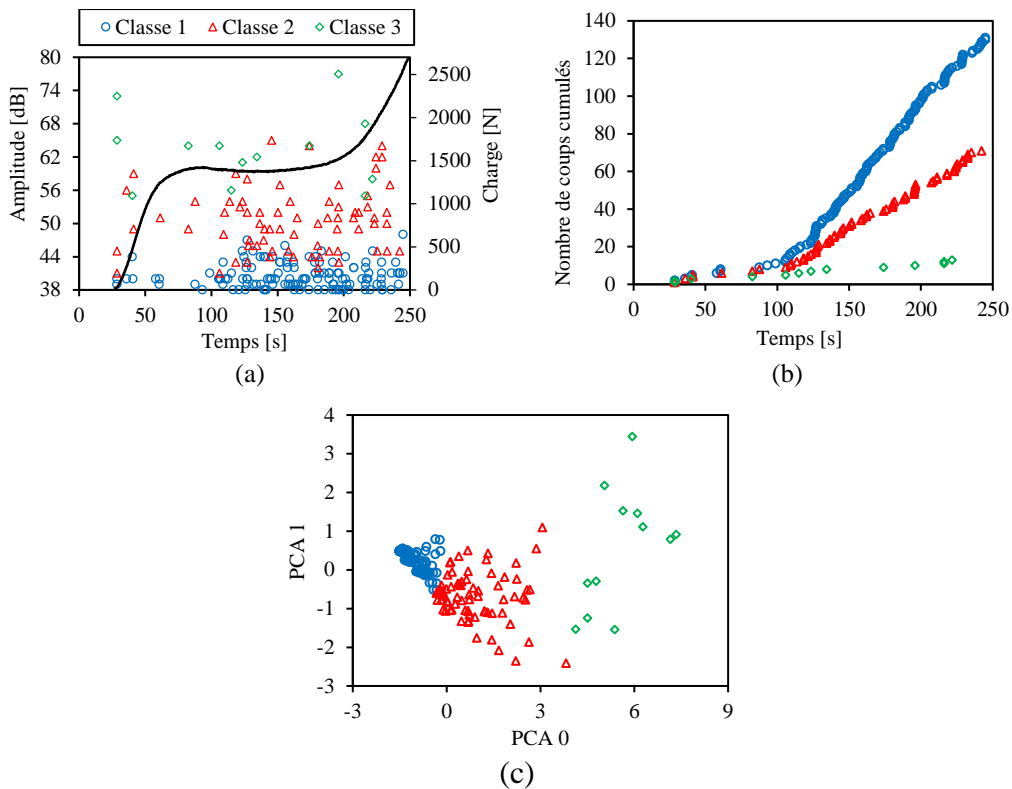 Classe 1 Classe 2 Classe 3
Amplitude [dB]
80
74
68
62
56
50
44
38
2500
2000
1500
1000
500
0
Charge [N]
0 50 100 150 200 250
Temps [s]
(a)
Nombre de coups cumulés
140
120
100
80
60
40
20
0
0 50 100 150 200 250
Temps [s]
(b)
PCA 1
4
3
2
1
0
-1
-2
-3
-3 0 3 6 9
PCA 0
(c)